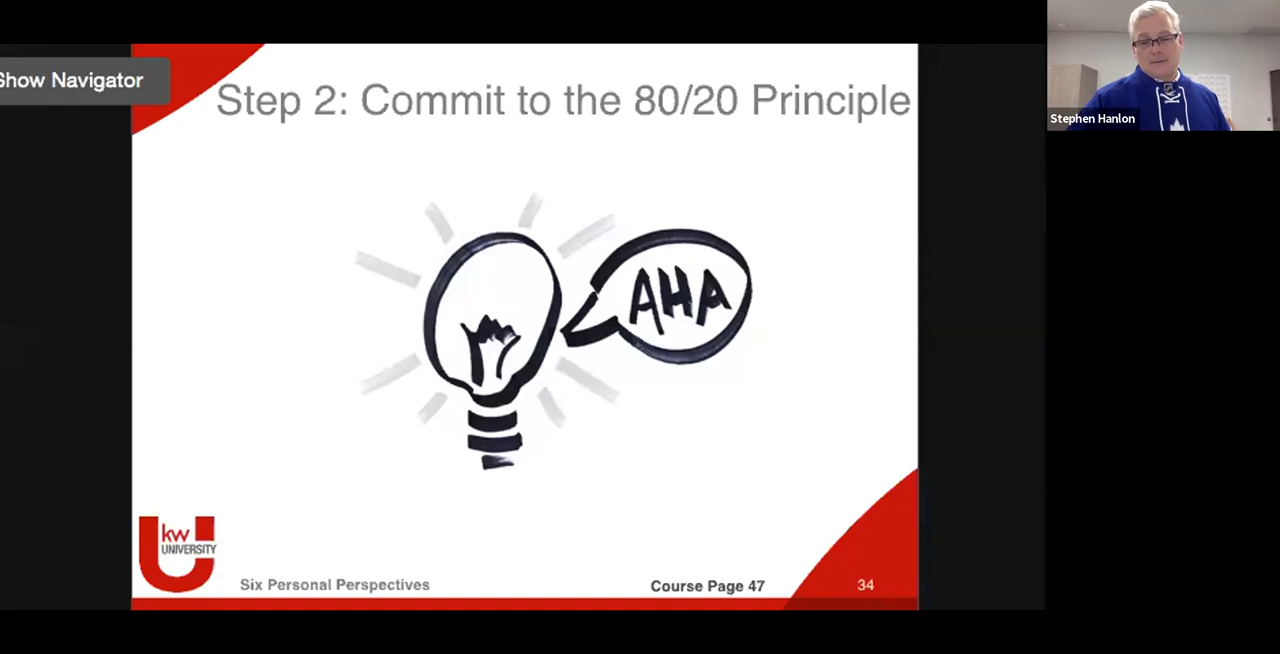 Show Navigator
Step 2: Commit to the 80/20 Principle
AHA
Stephen Hanlon
kw
UNIVERSITY
Six Personal Perspectives
Course Page 47
34